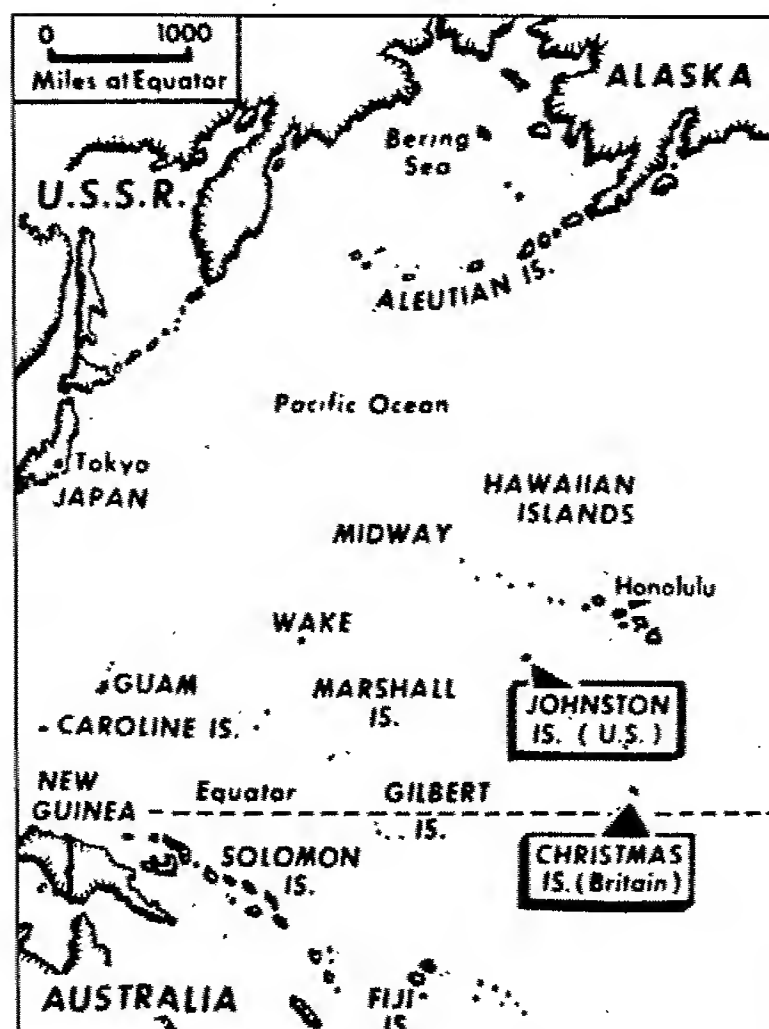 0 1000
Miles at Equator
ALASKA
Bering
Sea
U.S.S.R.
ALEUTIAN IS.
Pacific Ocean
Tokyo
JAPAN
HAWAIIAN
ISLANDS
MIDWAY
Honolulu
WAKE
GUAM
MARSHALL
IS.
JOHNSTON
IS. (U.S.)
CAROLINE IS.
NEW
GUINEA
Equator
GILBERT
IS.
SOLOMON
IS.
CHRISTMAS
IS. (Britain)
AUSTRALIA
FIJI
IS.